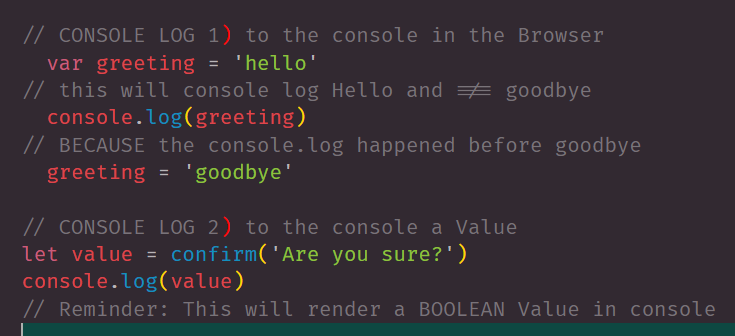 // CONSOLE LOG 1) to the console in the Browser
var greeting = 'hello'
// this will console log Hello and !== goodbye
console.log(greeting)
// BECAUSE the console.log happened before goodbye
greeting = 'goodbye'
// CONSOLE LOG 2) to the console a Value
let value = confirm('Are you sure?')
console.log(value)
// Reminder: This will render a BOOLEAN Value in console